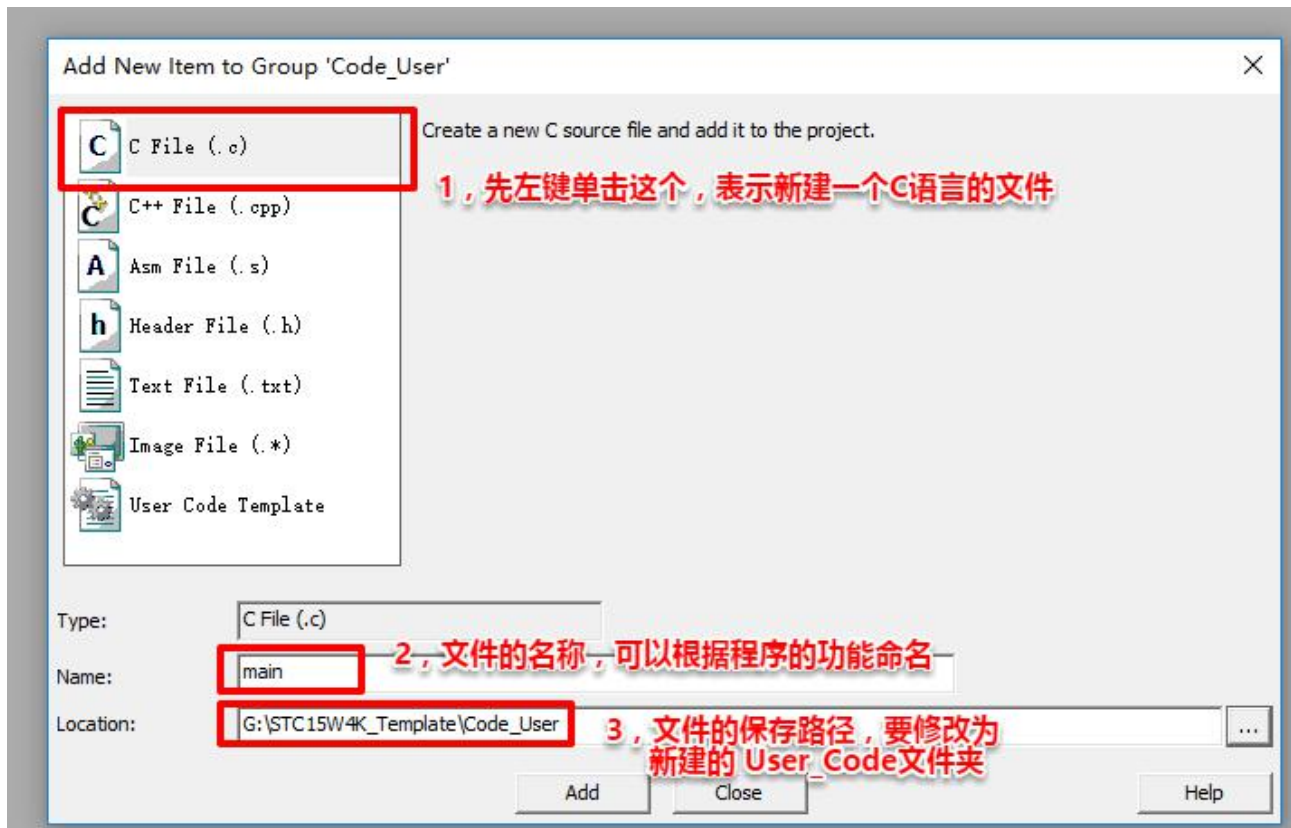 Add New Item to Group 'Code_User'
C File (.c)
Create a new C source file and add it to the project.
1，先左键单击这个，表示新建一个C语言的文件
C++ File (.cpp)
Asm File (.s)
Header File (.h)
Text File (.txt)
Image File (.*)
User Code Template
Type:
C File (.c)
Name:
main
2，文件的名称，可以根据程序的功能命名
Location:
G:\STC15W4K_Template\Code_User
...
3，文件的保存路径，要修改为
新建的 User_Code文件夹
Add
Close
Help